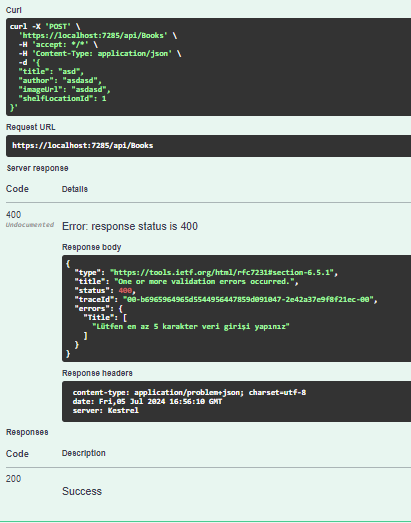 Curl
curl -X 'POST' \
'https://localhost:7285/api/Books' \
-H 'accept: */*' \
-H 'Content-Type: application/json' \
-d '{
"title": "asd",
"author": "asdasd",
"imageUrl": "asdasd",
"shelfLocationId": 1
}'
Request URL
https://localhost:7285/api/Books
Server response
Code Details
400
Undocumented
Error: response status is 400
Response body
{
"type": "https://tools.ietf.org/html/rfc7231#section-6.5.1",
"title": "One or more validation errors occurred.",
"status": 400,
"traceId": "00-b6965964965d5544956447859d091047-2e42a37e9f8f21ec-00",
"errors": {
"Title": [
"Lütfen en az 5 karakter veri girişi yapınız"
]
}
}
Response headers
content-type: application/problem+json; charset=utf-8
date: Fri,05 Jul 2024 16:56:10 GMT
server: Kestrel
Responses
Code Description
200
Success